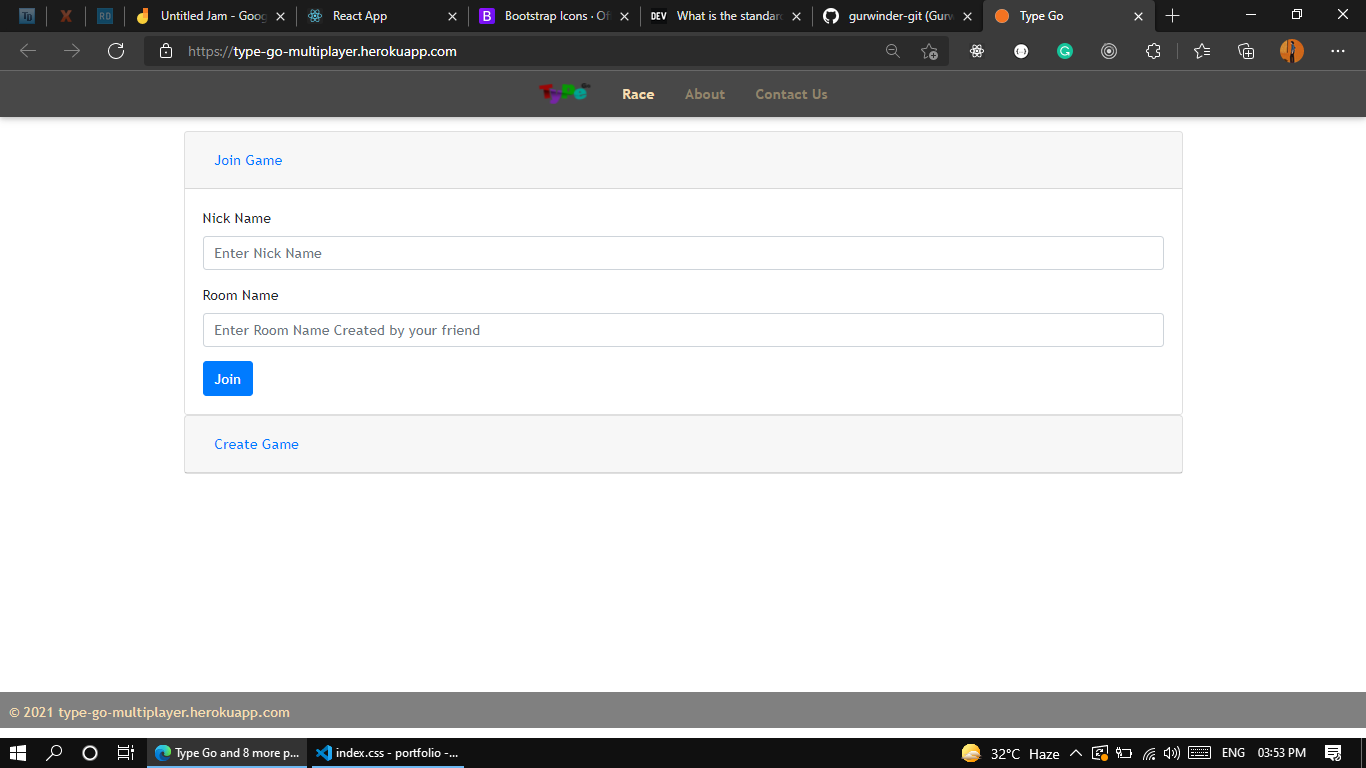 Untitled Jam - Goog
React App
Bootstrap Icons · Of
DEV What is the standar
gurwinder-git (Gurw
Type Go
https://type-go-multiplayer.herokuapp.com
Type
Race
About
Contact Us
Join Game
Nick Name
Enter Nick Name
Room Name
Enter Room Name Created by your friend
Join
Create Game
© 2021 type-go-multiplayer.herokuapp.com
Type Go and 8 more p...
index.css - portfolio -...
32°C Haze
ENG
03:53 PM